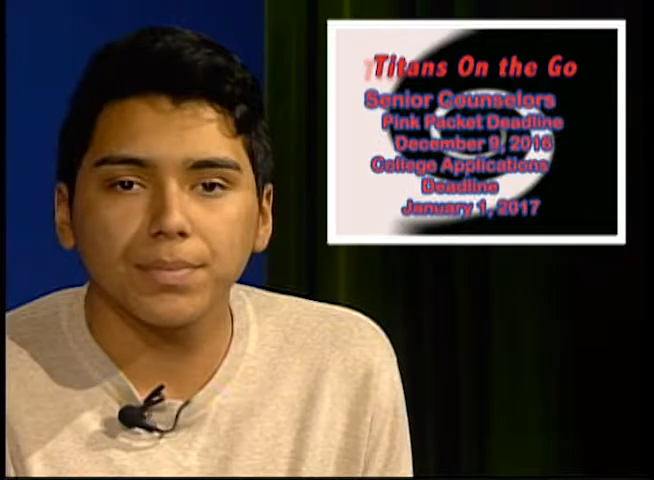 Titans On the Go
Senior Counselors
Pink Packet Deadline
December 9, 2016
College Applications
Deadline
January 1, 2017